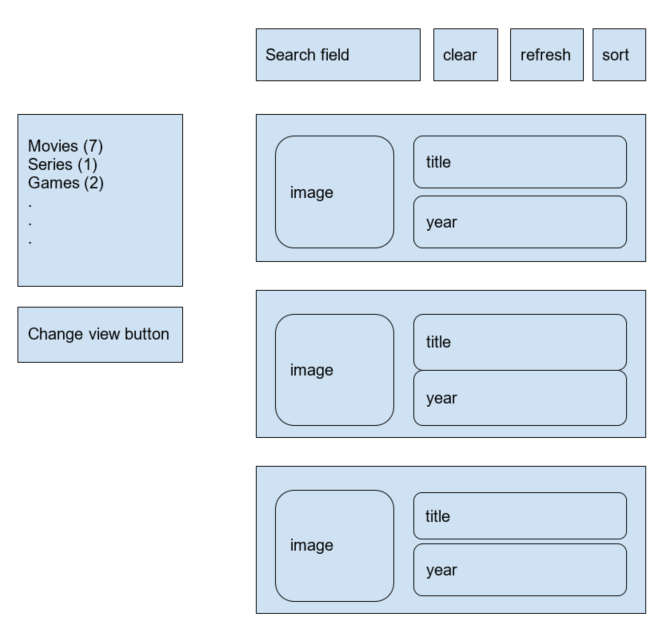 Search field
clear
refresh
sort
Movies (7)
Series (1)
Games (2)
.
.
.
Change view button
image
title
year
image
title
year
image
title
year